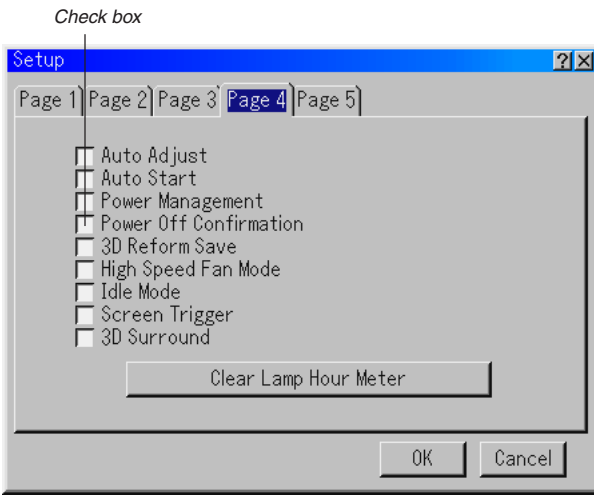 Check box
Setup ? X
Page 1 Page 2 Page 3 Page 4 Page 5
Auto Adjust
Auto Start
Power Management
Power Off Confirmation
3D Reform Save
High Speed Fan Mode
Idle Mode
Screen Trigger
3D Surround
Clear Lamp Hour Meter
OK Cancel